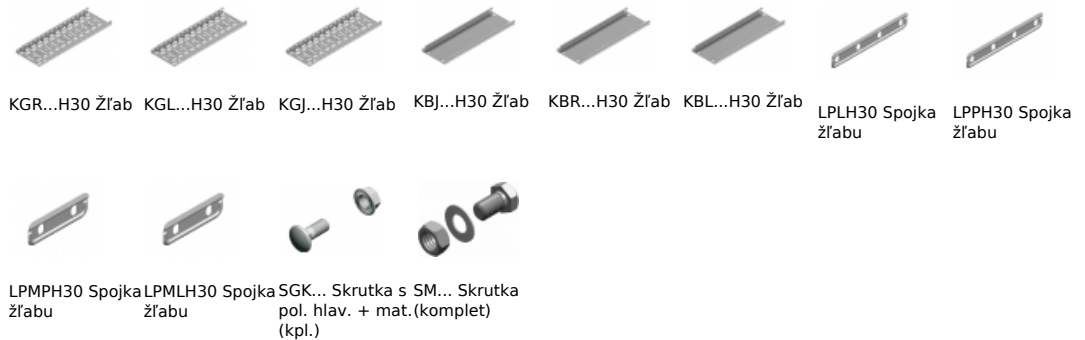 KGR...H30 Žľab
KGL...H30 Žľab
KGJ...H30 Žľab
KBJ...H30 Žľab
KBR...H30 Žľab
KBL...H30 Žľab
LPLH30 Spojka
žľabu
LPPH30 Spojka
žľabu
LPMPH30 Spojka
žľabu
LPMLH30 Spojka
žľabu
SGK... Skrutka s
pol. hlav. + mat.
(kpl.)
SM... Skrutka
(komplet)